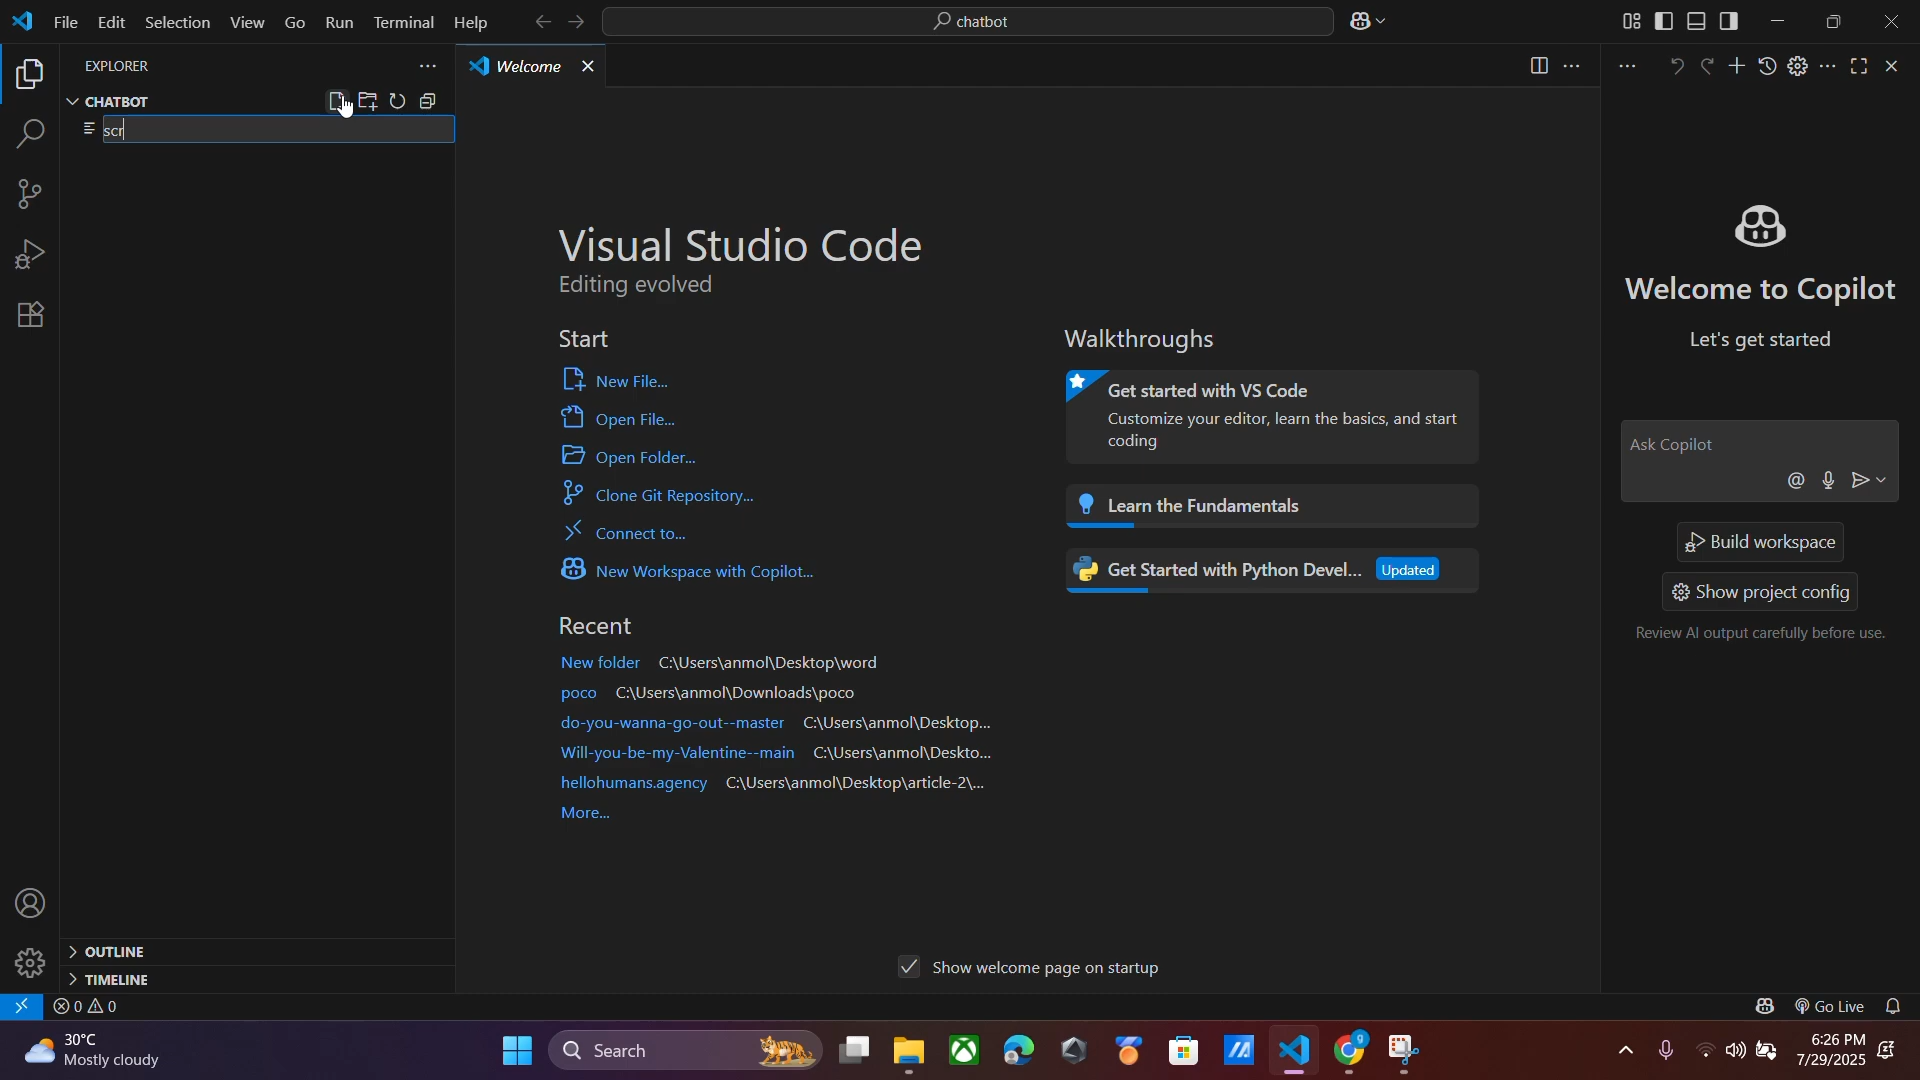 File Edit Selection View Go Run Terminal Help
chatbot
EXPLORER
Welcome
CHATBOT
scr
Visual Studio Code
Editing evolved
Start
New File...
Open File...
Open Folder...
Clone Git Repository...
Connect to...
New Workspace with Copilot...
Recent
New folder C:\Users\anmol\Desktop\word
poco C:\Users\anmol\Downloads\poco
do-you-wanna-go-out--master C:\Users\anmol\Desktop...
Will-you-be-my-Valentine--main C:\Users\anmol\Deskto...
hellohumans.agency C:\Users\anmol\Desktop\article-2\...
More...
Walkthroughs
Get started with VS Code
Customize your editor, learn the basics, and start
coding
Learn the Fundamentals
Get Started with Python Devel... Updated
Show welcome page on startup
Welcome to Copilot
Let's get started
Ask Copilot
Build workspace
Show project config
Review AI output carefully before use.
OUTLINE
TIMELINE
0 0
Go Live
30°C
Mostly cloudy
Search
6:26 PM
7/29/2025